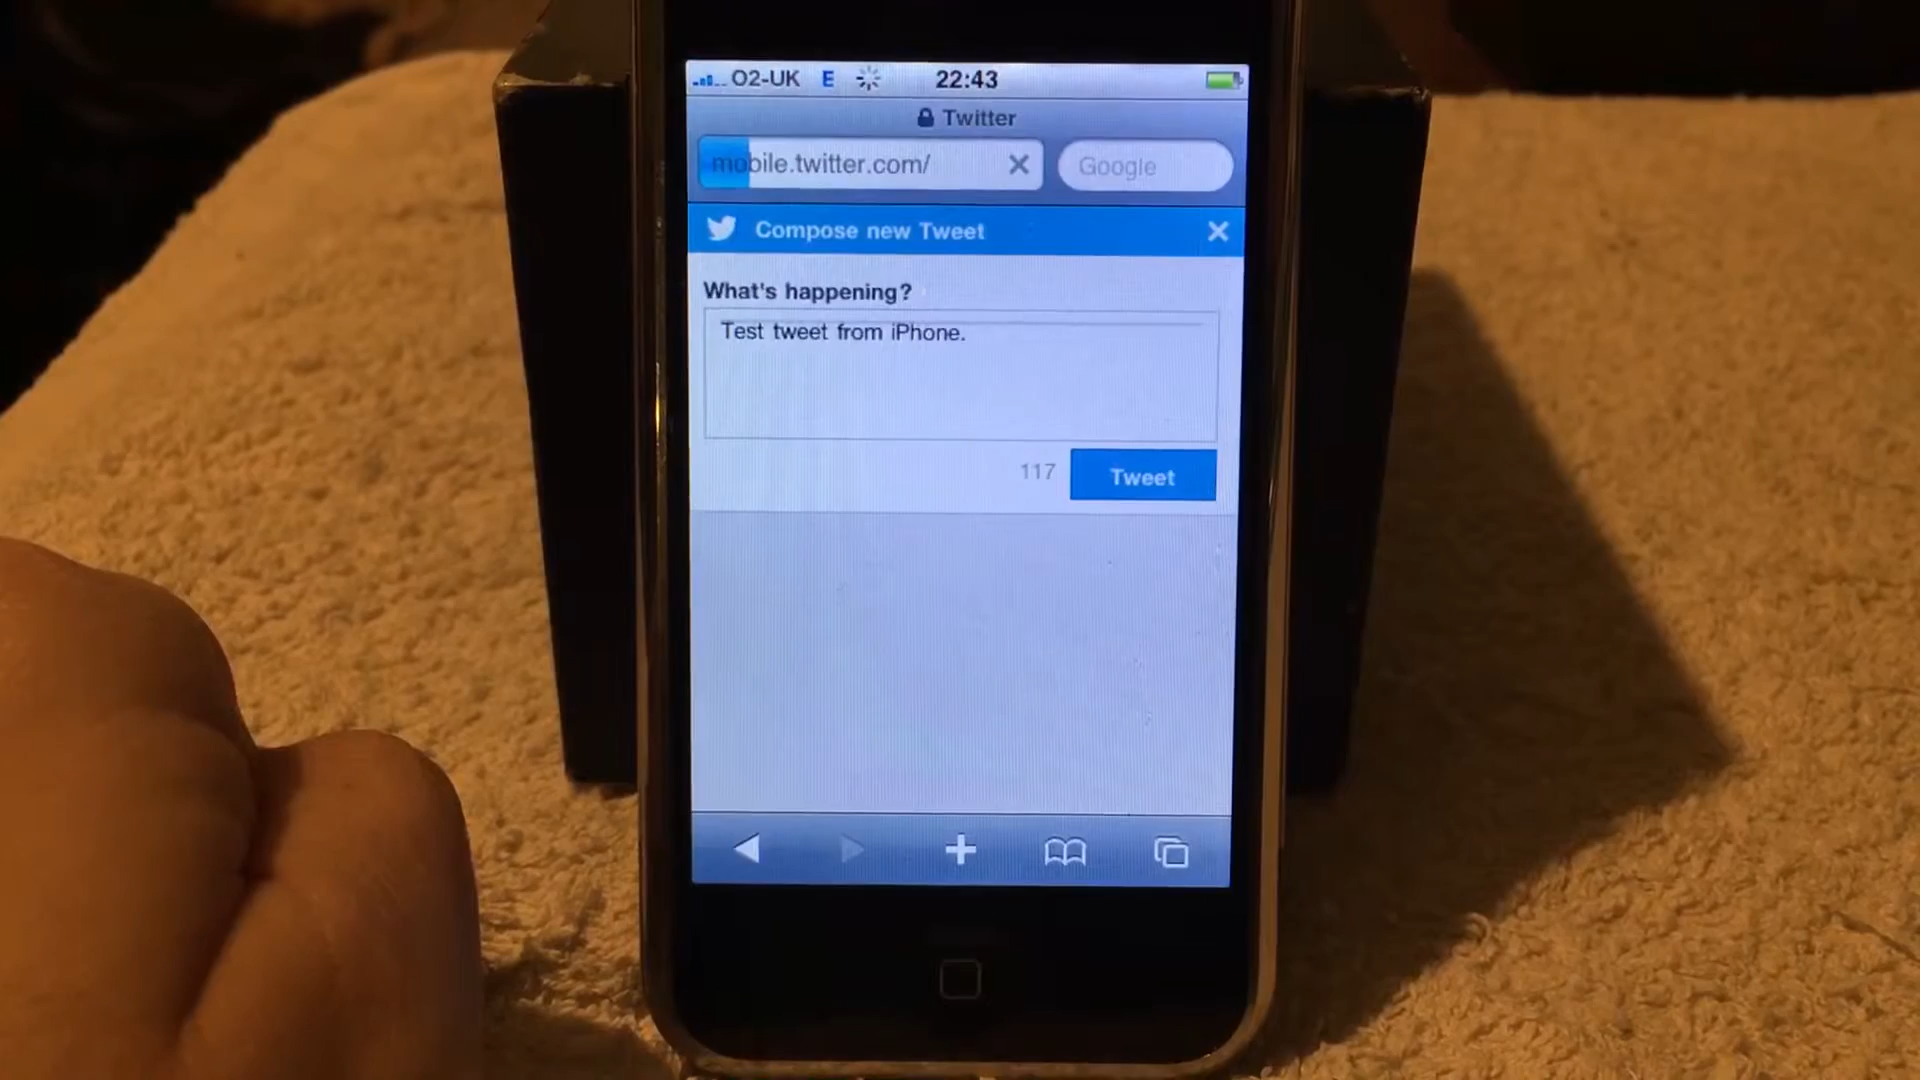 O2-UK E 22:43
Twitter
mobile.twitter.com/ Google
Compose new Tweet
What's happening?
Test tweet from iPhone.
117 Tweet